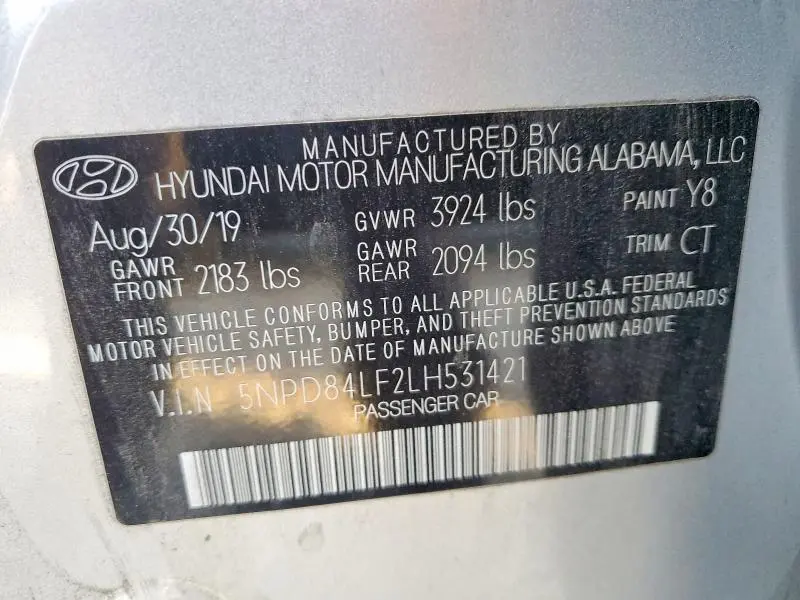 MANUFACTURED BY
HYUNDAI MOTOR MANUFACTURING ALABAMA, LLC
Aug/30/19 GVWR 3924 lbs PAINT Y8
GAWR FRONT 2183 lbs GAWR REAR 2094 lbs TRIM CT
THIS VEHICLE CONFORMS TO ALL APPLICABLE U.S.A. FEDERAL
MOTOR VEHICLE SAFETY, BUMPER, AND THEFT PREVENTION STANDARDS
IN EFFECT ON THE DATE OF MANUFACTURE SHOWN ABOVE
V.I.N 5NPD84LF2LH531421
PASSENGER CAR